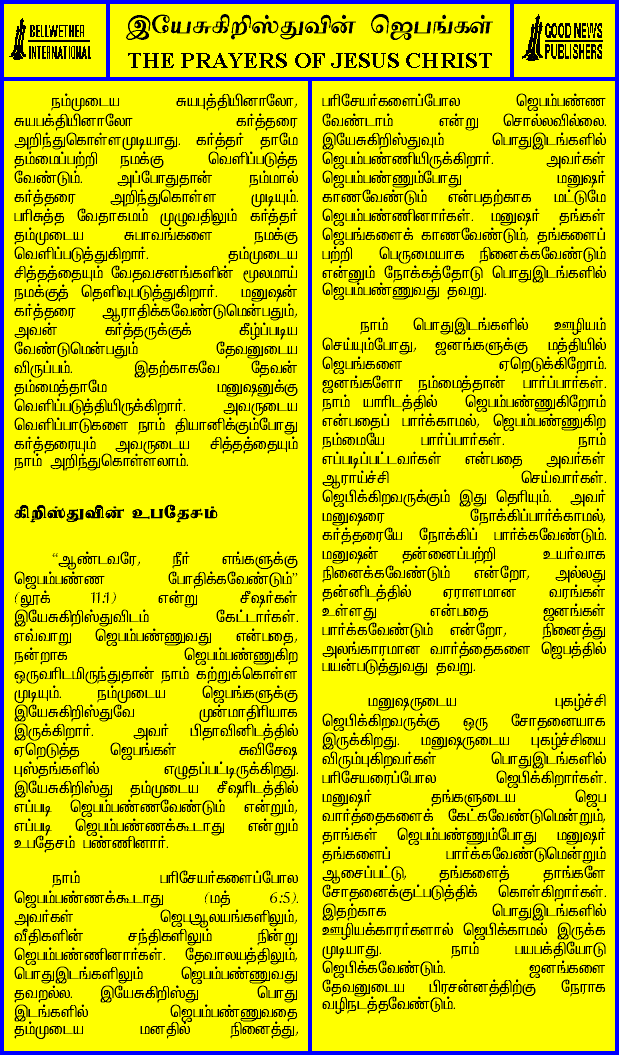 BELLWETHER
INTERNATIONAL
இயேசுகிறிஸ்துவின் ஜெபங்கள்
THE PRAYERS OF JESUS CHRIST
GOOD NEWS
PUBLISHERS
நம்முடைய சுயபுத்தியினாலோ,
சுயபக்தியினாலோ கர்த்தரை
அறிந்துகொள்ளமுடியாது. கர்த்தர் தாமே
தம்மைப்பற்றி நமக்கு வெளிப்படுத்த
வேண்டும். அப்போதுதான் நம்மால்
கர்த்தரை அறிந்துகொள்ள முடியும்.
பரிசுத்த வேதாகமம் முழுவதிலும் கர்த்தர்
தம்முடைய சுபாவங்களை நமக்கு
வெளிப்படுத்துகிறார். தம்முடைய
சித்தத்தையும் வேதவசனங்களின் மூலமாய்
நமக்குத் தெளிவுபடுத்துகிறார். மனுஷன்
கர்த்தரை ஆராதிக்கவேண்டுமென்பதும்,
அவன் கர்த்தருக்குக் கீழ்ப்படிய
வேண்டுமென்பதும் தேவனுடைய
விருப்பம். இதற்காகவே தேவன்
தம்மைத்தாமே மனுஷனுக்கு
வெளிப்படுத்தியிருக்கிறார். அவருடைய
வெளிப்பாடுகளை நாம் தியானிக்கும்போது
கர்த்தரையும் அவருடைய சித்தத்தையும்
நாம் அறிந்துகொள்ளலாம்.
கிறிஸ்துவின் உபதேசம்
“ஆண்டவரே, நீர் எங்களுக்கு
ஜெபம்பண்ண போதிக்கவேண்டும்”
(லூக் 11:1) என்று சீஷர்கள்
இயேசுகிறிஸ்துவிடம் கேட்டார்கள்.
எவ்வாறு ஜெபம்பண்ணுவது என்பதை,
நன்றாக ஜெபம்பண்ணுகிற
ஒருவரிடமிருந்துதான் நாம் கற்றுக்கொள்ள
முடியும். நம்முடைய ஜெபங்களுக்கு
இயேசுகிறிஸ்துவே முன்மாதிரியாக
இருக்கிறார். அவர் பிதாவினிடத்தில்
ஏறெடுத்த ஜெபங்கள் சுவிசேஷ
புஸ்தங்களில் எழுதப்பட்டிருக்கிறது.
இயேசுகிறிஸ்து தம்முடைய சீஷரிடத்தில்
எப்படி ஜெபம்பண்ணவேண்டும் என்றும்,
எப்படி ஜெபம்பண்ணக்கூடாது என்றும்
உபதேசம் பண்ணினார்.
நாம் பரிசேயர்களைப்போல
ஜெபம்பண்ணக்கூடாது (மத் 6:5).
அவர்கள் ஜெபஆலயங்களிலும்,
வீதிகளின் சந்திகளிலும் நின்று
ஜெபம்பண்ணினார்கள். தேவாலயத்திலும்,
பொதுஇடங்களிலும் ஜெபம்பண்ணுவது
தவறல்ல. இயேசுகிறிஸ்து பொது
இடங்களில் ஜெபம்பண்ணுவதை
தம்முடைய மனதில் நினைத்து,
பரிசேயர்களைப்போல ஜெபம்பண்ண
வேண்டாம் என்று சொல்லவில்லை.
இயேசுகிறிஸ்துவும் பொதுஇடங்களில்
ஜெபம்பண்ணியிருக்கிறார். அவர்கள்
ஜெபம்பண்ணும்போது மனுஷர்
காணவேண்டும் என்பதற்காக மட்டுமே
ஜெபம்பண்ணினார்கள். மனுஷர் தங்கள்
ஜெபங்களைக் காணவேண்டும், தங்களைப்
பற்றி பெருமையாக நினைக்கவேண்டும்
என்னும் நோக்கத்தோடு பொதுஇடங்களில்
ஜெபம்பண்ணுவது தவறு.
நாம் பொதுஇடங்களில் ஊழியம்
செய்யும்போது, ஜனங்களுக்கு மத்தியில்
ஜெபங்களை ஏறெடுக்கிறோம்.
ஜனங்களோ நம்மைத்தான் பார்ப்பார்கள்.
நாம் யாரிடத்தில் ஜெபம்பண்ணுகிறோம்
என்பதைப் பார்க்காமல், ஜெபம்பண்ணுகிற
நம்மையே பார்ப்பார்கள். நாம்
எப்படிப்பட்டவர்கள் என்பதை அவர்கள்
ஆராய்ச்சி செய்வார்கள்.
ஜெபிக்கிறவருக்கும் இது தெரியும். அவர்
மனுஷரை நோக்கிப்பார்க்காமல்,
கர்த்தரையே நோக்கிப் பார்க்கவேண்டும்.
மனுஷன் தன்னைப்பற்றி உயர்வாக
நினைக்கவேண்டும் என்றோ, அல்லது
தன்னிடத்தில் ஏராளமான வரங்கள்
உள்ளது என்பதை ஜனங்கள்
பார்க்கவேண்டும் என்றோ, நினைத்து
அலங்காரமான வார்த்தைகளை ஜெபத்தில்
பயன்படுத்துவது தவறு.
மனுஷருடைய புகழ்ச்சி
ஜெபிக்கிறவருக்கு ஒரு சோதனையாக
இருக்கிறது. மனுஷருடைய புகழ்ச்சியை
விரும்புகிறவர்கள் பொதுஇடங்களில்
பரிசேயரைப்போல ஜெபிக்கிறார்கள்.
மனுஷர் தங்களுடைய ஜெப
வார்த்தைகளைக் கேட்கவேண்டுமென்றும்,
தாங்கள் ஜெபம்பண்ணும்போது மனுஷர்
தங்களைப் பார்க்கவேண்டுமென்றும்
ஆசைப்பட்டு, தங்களைத் தாங்களே
சோதனைக்குட்படுத்திக் கொள்கிறார்கள்.
இதற்காக பொதுஇடங்களில்
ஊழியக்காரர்களால் ஜெபிக்காமல் இருக்க
முடியாது. நாம் பயபக்தியோடு
ஜெபிக்கவேண்டும். ஜனங்களை
தேவனுடைய பிரசன்னத்திற்கு நேராக
வழிநடத்தவேண்டும்.